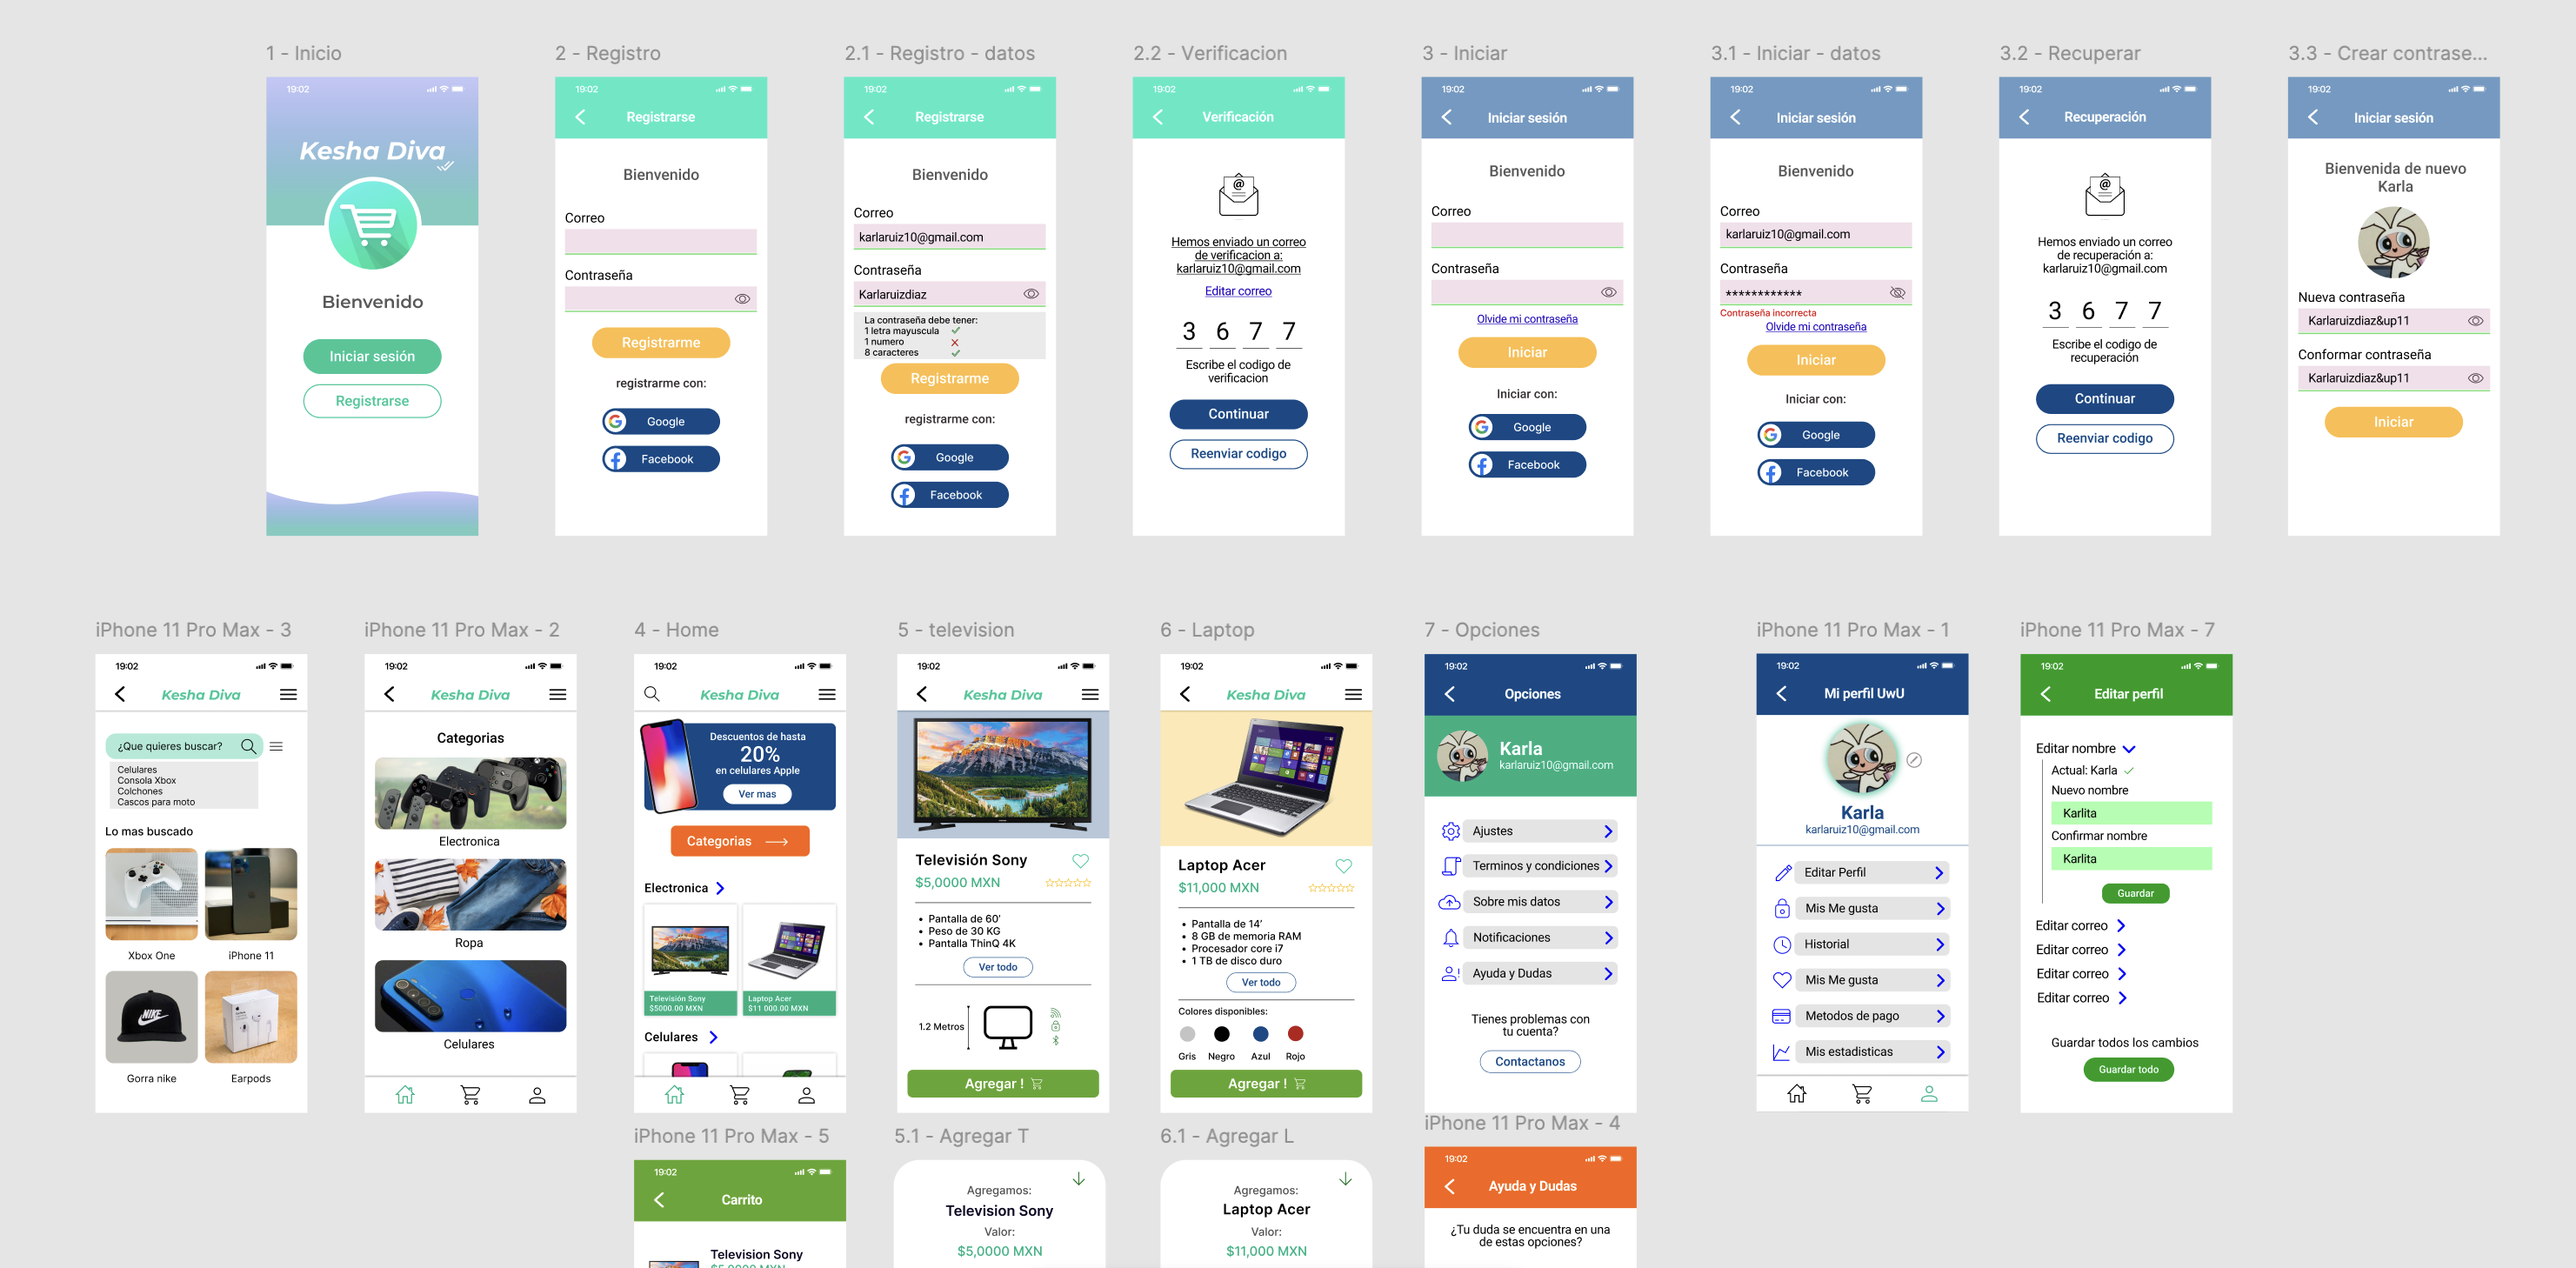 1 - Inicio
19:02
Kesha Diva
Bienvenido
Iniciar sesión
Registrarse
2 - Registro
19:02
Registrarse
Bienvenido
Correo
Contraseña
Registrarme
registrarme con:
Google
Facebook
2.1 - Registro - datos
19:02
Registrarse
Bienvenido
Correo
karlaruiz10@gmail.com
Contraseña
Karlaruizdiaz
La contraseña debe tener:
1 letra mayuscula
1 numero
8 caracteres
Registrarme
registrarme con:
Google
Facebook
2.2 - Verificacion
19:02
Verificación
Hemos enviado un correo
de verificacion a:
karlaruiz10@gmail.com
Editar correo
3 6 7 7
Escribe el codigo de
verificacion
Continuar
Reenviar codigo
3 - Iniciar
19:02
Iniciar sesión
Bienvenido
Correo
Contraseña
Olvide mi contraseña
Iniciar
Iniciar con:
Google
Facebook
3.1 - Iniciar - datos
19:02
Iniciar sesión
Bienvenido
Correo
karlaruiz10@gmail.com
Contraseña
************
Contraseña incorrecta
Olvide mi contraseña
Iniciar
Iniciar con:
Google
Facebook
3.2 - Recuperar
19:02
Recuperación
Hemos enviado un correo
de recuperación a:
karlaruiz10@gmail.com
3 6 7 7
Escribe el codigo de
recuperación
Continuar
Reenviar codigo
3.3 - Crear contrase...
19:02
Iniciar sesión
Bienvenida de nuevo
Karla
Nueva contraseña
Karlaruizdiaz&up11
Conformar contraseña
Karlaruizdiaz&up11
Iniciar
iPhone 11 Pro Max - 3
19:02
Kesha Diva
¿Que quieres buscar?
Celulares
Consola Xbox
Colchones
Cascos para moto
Lo mas buscado
Xbox One
iPhone 11
NIKE
Gorra nike
Earpods
iPhone 11 Pro Max - 2
19:02
Kesha Diva
Categorias
Electronica
Ropa
Celulares
4 - Home
19:02
Kesha Diva
Descuentos de hasta
20%
en celulares Apple
Ver mas
Categorias
Electronica
Televisión Sony
$5000.00 MXN
Laptop Acer
$11 000.00 MXN
Celulares
5 - television
19:02
Kesha Diva
Televisión Sony
$5,0000 MXN
• Pantalla de 60’
• Peso de 30 KG
• Pantalla ThinQ 4K
Ver todo
1.2 Metros
Agregar !
6 - Laptop
19:02
Kesha Diva
Laptop Acer
$11,000 MXN
• Pantalla de 14’
• 8 GB de memoria RAM
• Procesador core i7
• 1 TB de disco duro
Ver todo
Colores disponibles:
Gris Negro Azul Rojo
Agregar !
7 - Opciones
19:02
Opciones
Karla
karlaruiz10@gmail.com
Ajustes
Terminos y condiciones
Sobre mis datos
Notificaciones
Ayuda y Dudas
Tienes problemas con
tu cuenta?
Contactanos
iPhone 11 Pro Max - 1
19:02
Mi perfil UwU
Karla
karlaruiz10@gmail.com
Editar Perfil
Mis Me gusta
Historial
Mis Me gusta
Metodos de pago
Mis estadisticas
iPhone 11 Pro Max - 7
19:02
Editar perfil
Editar nombre
Actual: Karla
Nuevo nombre
Karlita
Confirmar nombre
Karlita
Guardar
Editar correo
Editar correo
Editar correo
Editar correo
Guardar todos los cambios
Guardar todo
iPhone 11 Pro Max - 5
19:02
Carrito
Television Sony
$5,0000 MXN
5.1 - Agregar T
Agregamos:
Television Sony
Valor:
$5,0000 MXN
6.1 - Agregar L
Agregamos:
Laptop Acer
Valor:
$11,000 MXN
iPhone 11 Pro Max - 4
19:02
Ayuda y Dudas
¿Tu duda se encuentra en una
de estas opciones?